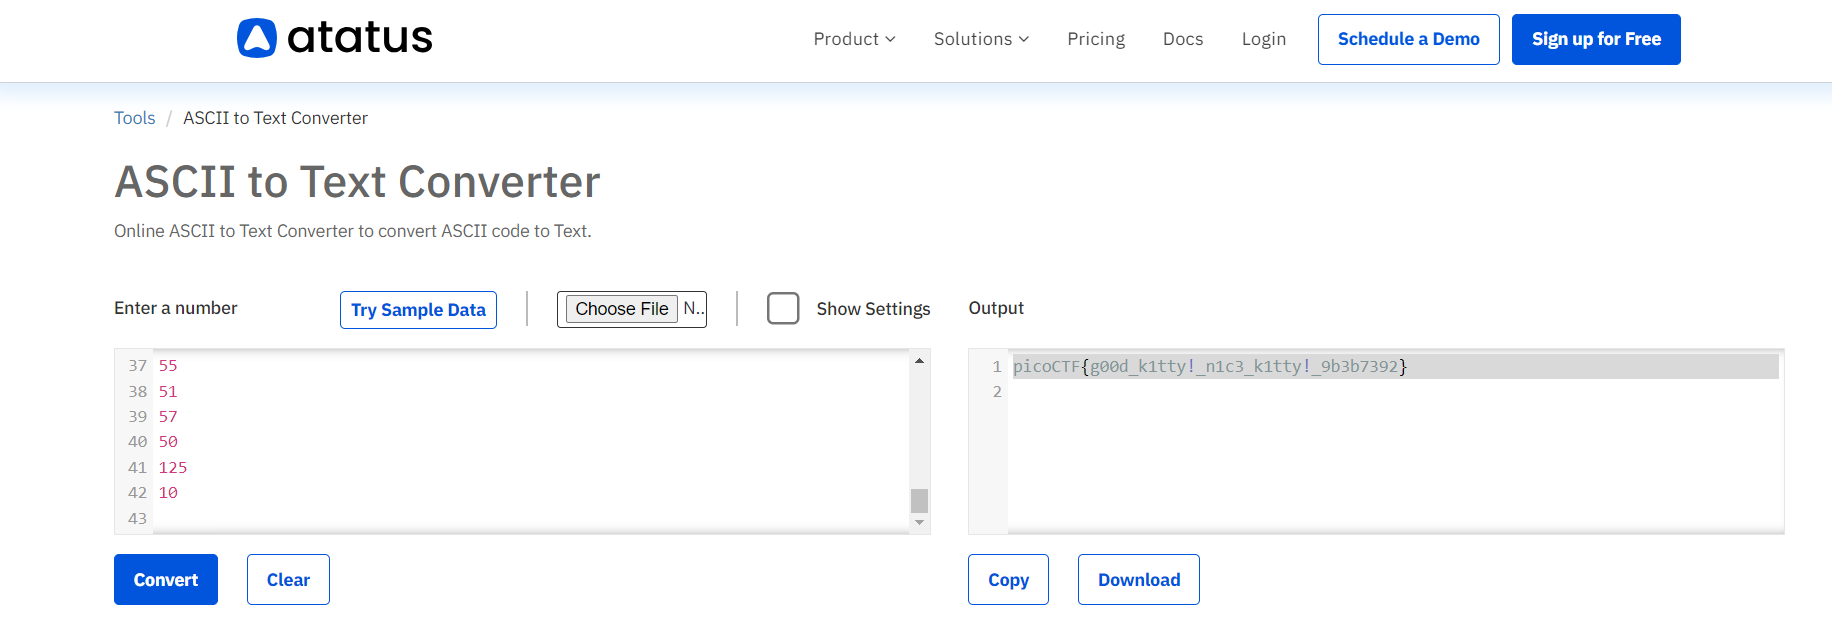 atatus
Product Solutions Pricing Docs Login Schedule a Demo Sign up for Free
Tools / ASCII to Text Converter
ASCII to Text Converter
Online ASCII to Text Converter to convert ASCII code to Text.
Enter a number Try Sample Data Choose File N.. Show Settings
37 55
38 51
39 57
40 50
41 125
42 10
43
Convert Clear
Output
1 picoCTF{g00d_k1tty!_n1c3_k1tty!_9b3b7392}
2
Copy Download